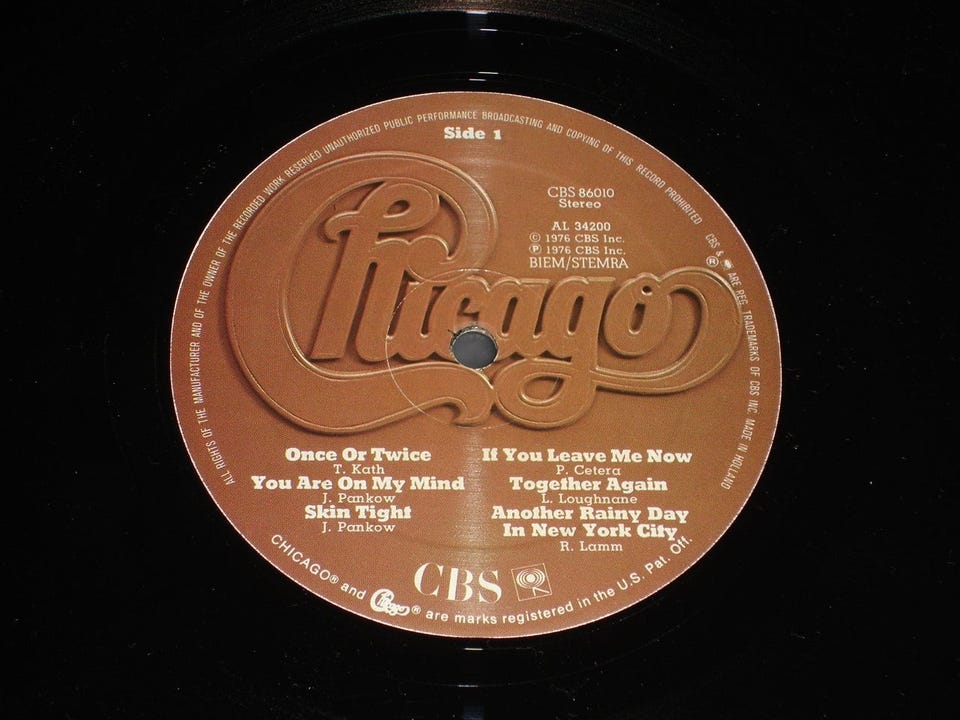 ALL RIGHTS OF THE MANUFACTURER AND OF THE OWNER OF THE RECORDED WORK RESERVED UNAUTHORIZED PUBLIC PERFORMANCE BROADCASTING AND COPYING OF THIS RECORD PROHIBITED CBS & ® ARE REG. TRADEMARKS OF CBS INC. MADE IN HOLLAND
Side 1
CBS 86010
Stereo
AL 34200
© 1976 CBS Inc.
℗ 1976 CBS Inc.
BIEM/STEMRA
Chicago
Once Or Twice
T. Kath
You Are On My Mind
J. Pankow
Skin Tight
J. Pankow
If You Leave Me Now
P. Cetera
Together Again
L. Loughnane
Another Rainy Day
In New York City
R. Lamm
CBS
CHICAGO® and Chicago® are marks registered in the U.S. Pat. Off.